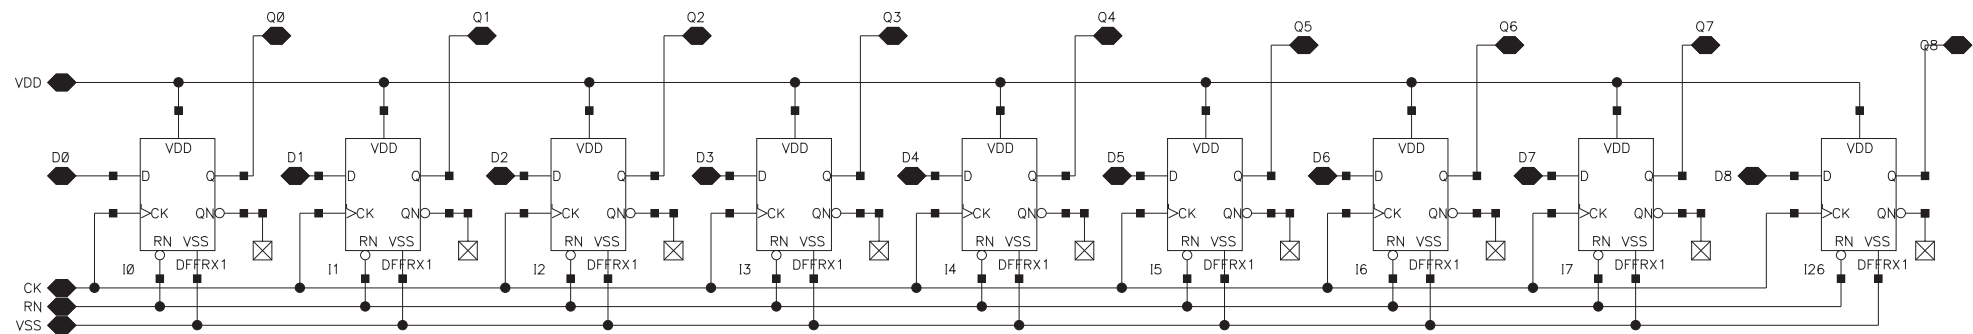 Q0 Q1 Q2 Q3 Q4 Q5 Q6 Q7 Q8
VDD
VDD VDD VDD VDD VDD VDD VDD VDD VDD
D0 D Q D1 D Q D2 D Q D3 D Q D4 D Q D5 D Q D6 D Q D7 D Q D8 D Q
CK QN CK QN CK QN CK QN CK QN CK QN CK QN CK QN CK QN
RN VSS RN VSS RN VSS RN VSS RN VSS RN VSS RN VSS RN VSS RN VSS
I0 DFFRX1 I1 DFFRX1 I2 DFFRX1 I3 DFFRX1 I4 DFFRX1 I5 DFFRX1 I6 DFFRX1 I7 DFFRX1 I26 DFFRX1
CK
RN
VSS